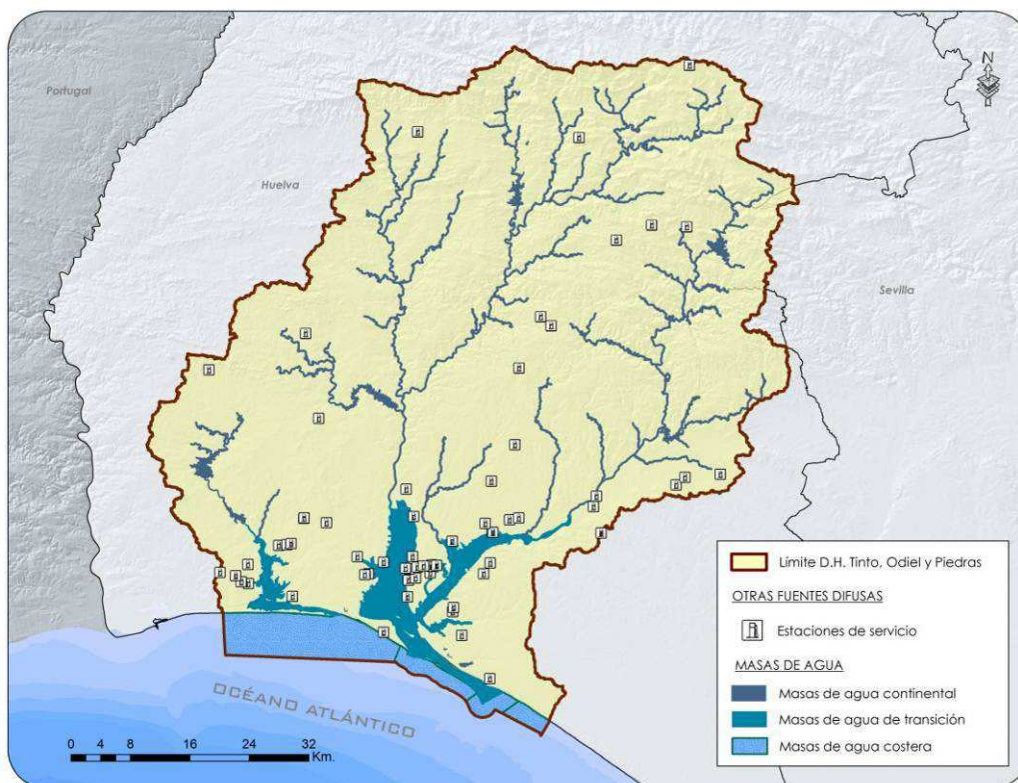 Portugal
N
Huelva
Sevilla
OCÉANO ATLÁNTICO
0 4 8 16 24 32
Km.
Límite D.H. Tinto, Odiel y Piedras
OTRAS FUENTES DIFUSAS
Estaciones de servicio
MASAS DE AGUA
Masas de agua continental
Masas de agua de transición
Masas de agua costera